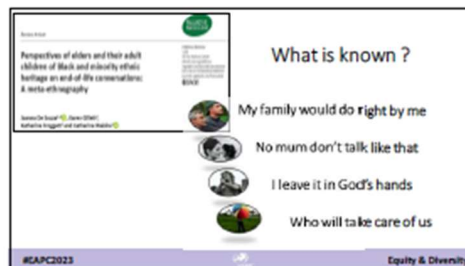 Perspectives of elders and their adult
children of Black and minority ethnic
heritage on end-of-life conversations:
A meta-ethnography
What is known ?
My family would do right by me
No mum don't talk like that
I leave it in God's hands
Who will take care of us
#EAPC2023
Equity & Diversity